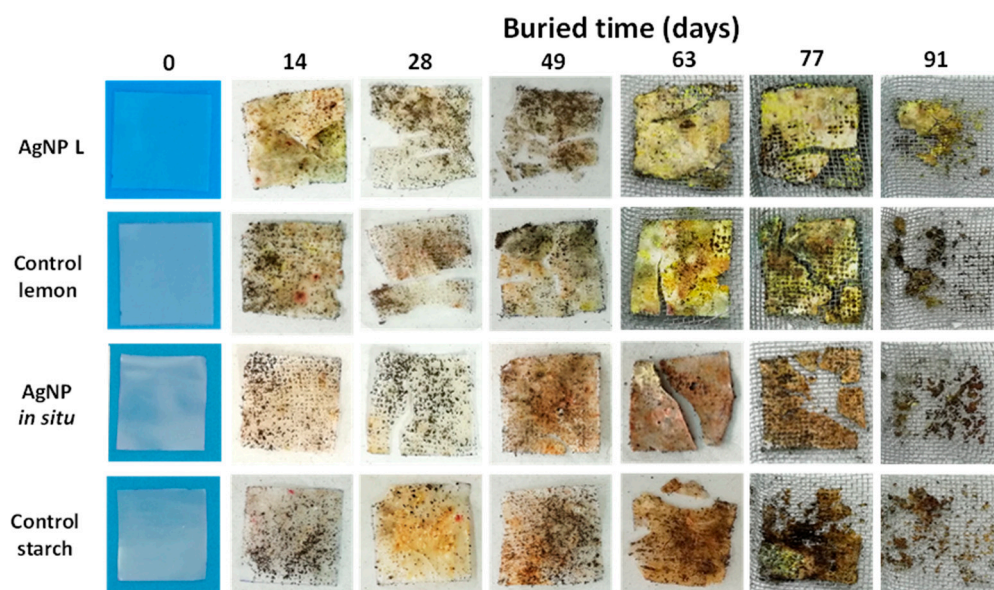 Buried time (days)
0 14 28 49 63 77 91
AgNP L
Control
lemon
AgNP
in situ
Control
starch